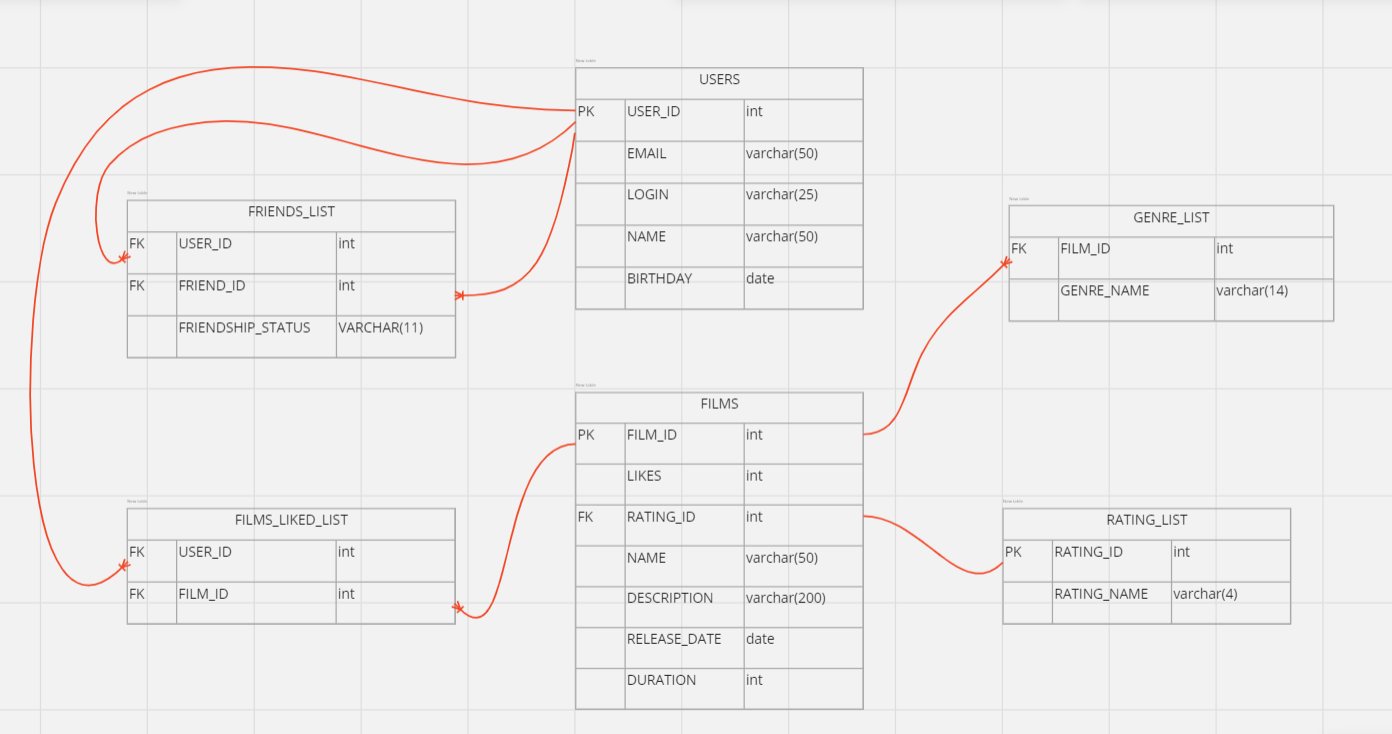 USERS
PK USER_ID int
EMAIL varchar(50)
LOGIN varchar(25)
NAME varchar(50)
BIRTHDAY date
FRIENDS_LIST
FK USER_ID int
FK FRIEND_ID int
FRIENDSHIP_STATUS VARCHAR(11)
GENRE_LIST
FK FILM_ID int
GENRE_NAME varchar(14)
FILMS
PK FILM_ID int
LIKES int
FK RATING_ID int
NAME varchar(50)
DESCRIPTION varchar(200)
RELEASE_DATE date
DURATION int
FILMS_LIKED_LIST
FK USER_ID int
FK FILM_ID int
RATING_LIST
PK RATING_ID int
RATING_NAME varchar(4)